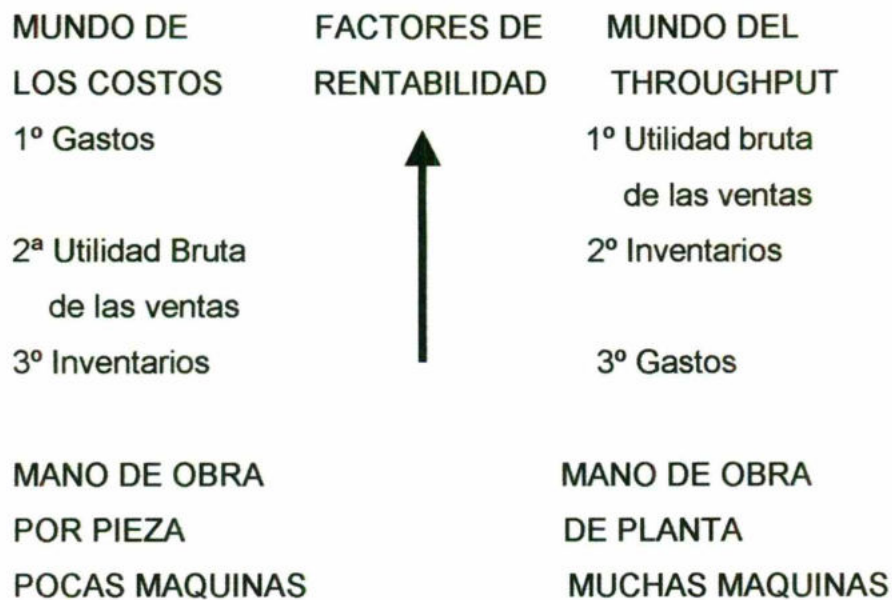 MUNDO DE FACTORES DE MUNDO DEL
LOS COSTOS RENTABILIDAD THROUGHPUT
1º Gastos 1º Utilidad bruta
de las ventas
2ª Utilidad Bruta 2º Inventarios
de las ventas
3º Inventarios 3º Gastos
MANO DE OBRA MANO DE OBRA
POR PIEZA DE PLANTA
POCAS MAQUINAS MUCHAS MAQUINAS